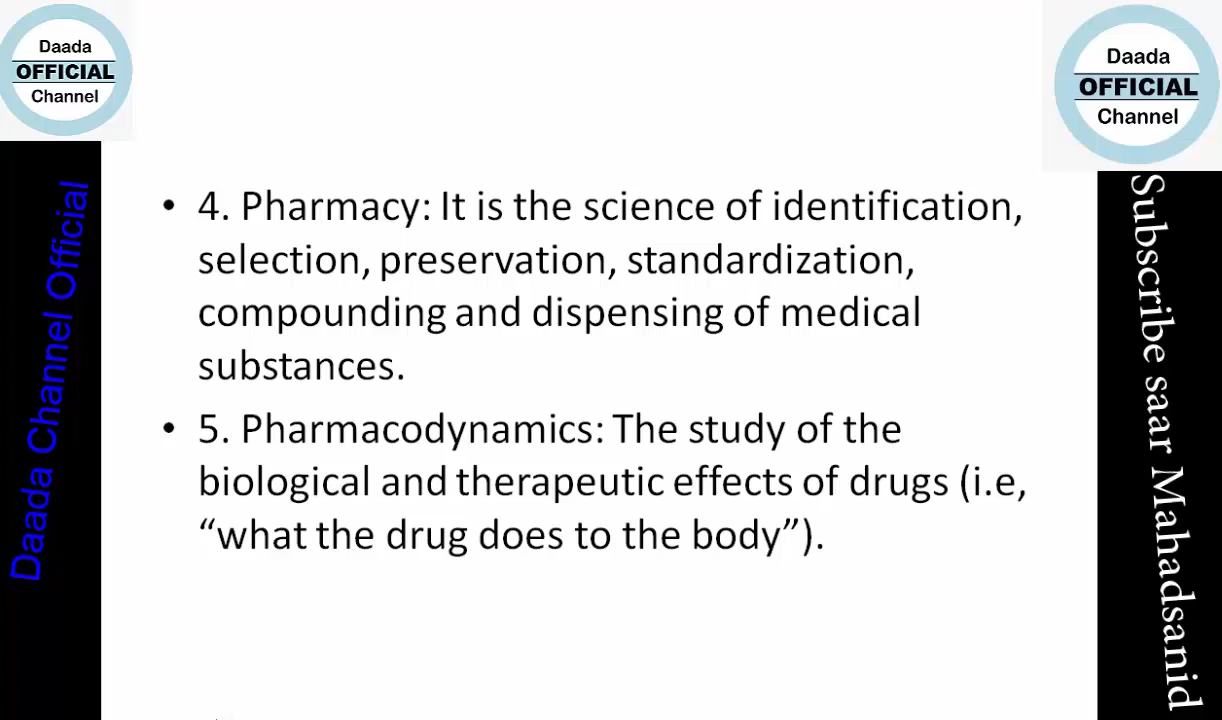 Daada
OFFICIAL
Channel
Daada
OFFICIAL
Channel
• 4. Pharmacy: It is the science of identification,
selection, preservation, standardization,
compounding and dispensing of medical
substances.
• 5. Pharmacodynamics: The study of the
biological and therapeutic effects of drugs (i.e,
“what the drug does to the body”).
Daada Channel Official
Subscribe saar Mahadsanid